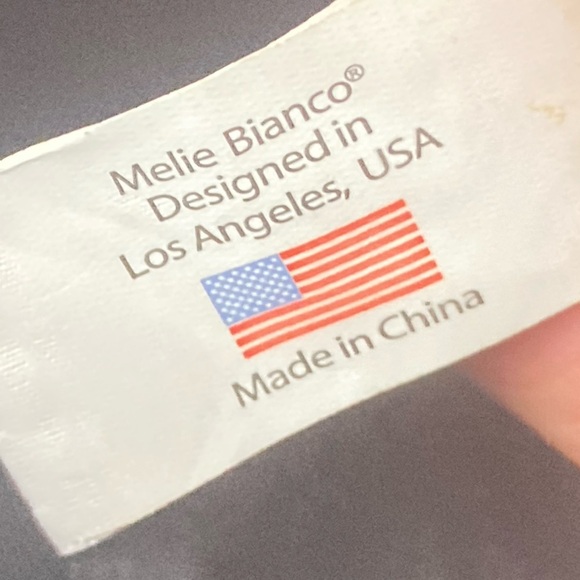 Melie Bianco®
Designed in
Los Angeles, USA
Made in China